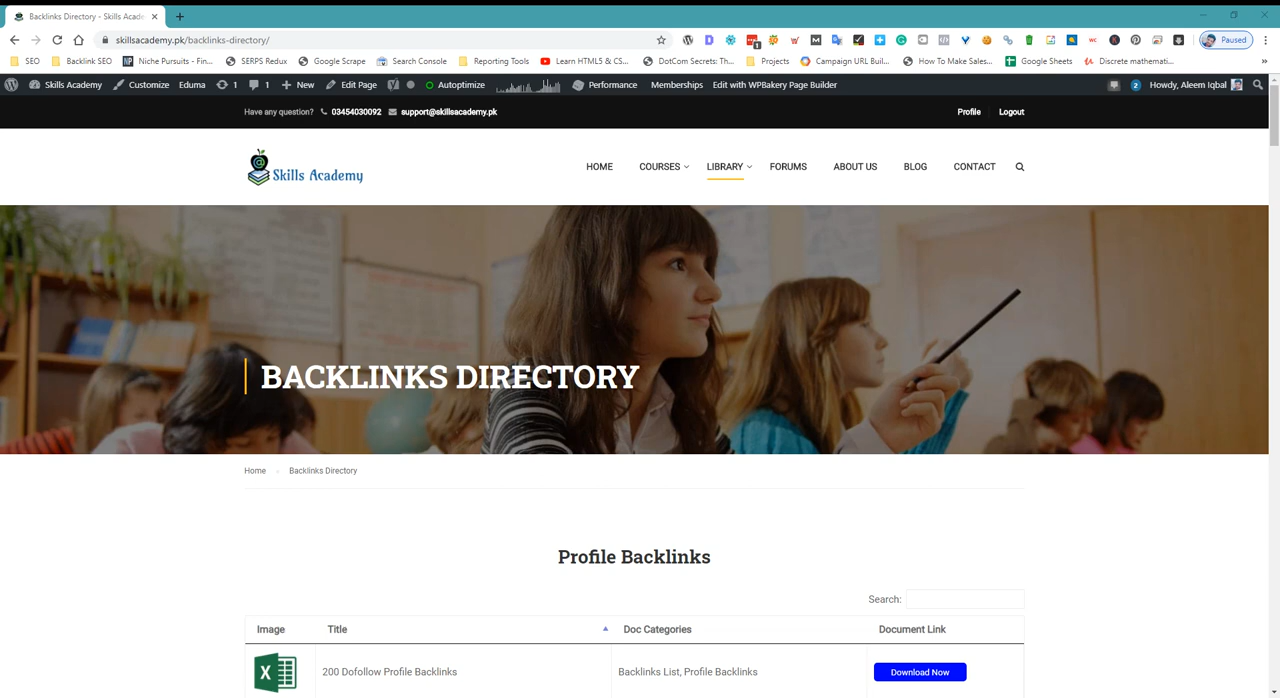 Backlinks Directory - Skills Acade
skillsacademy.pk/backlinks-directory/
Paused
SEO Backlink SEO Niche Pursuits - Fin... SERPS Redux Google Scrape Search Console Reporting Tools Learn HTML5 & CS... DotCom Secrets: Th... Projects Campaign URL Buil... How To Make Sales... Google Sheets Discrete mathemati... »
Skills Academy Customize Eduma 1 1 New Edit Page Autoptimize Performance Memberships Edit with WPBakery Page Builder 2 Howdy, Aleem Iqbal
Have any question? 03454030092 support@skillsacademy.pk Profile Logout
Skills Academy
HOME COURSES LIBRARY FORUMS ABOUT US BLOG CONTACT
BACKLINKS DIRECTORY
Home Backlinks Directory
Profile Backlinks
Search:
Image Title Doc Categories Document Link
200 Dofollow Profile Backlinks Backlinks List, Profile Backlinks Download Now